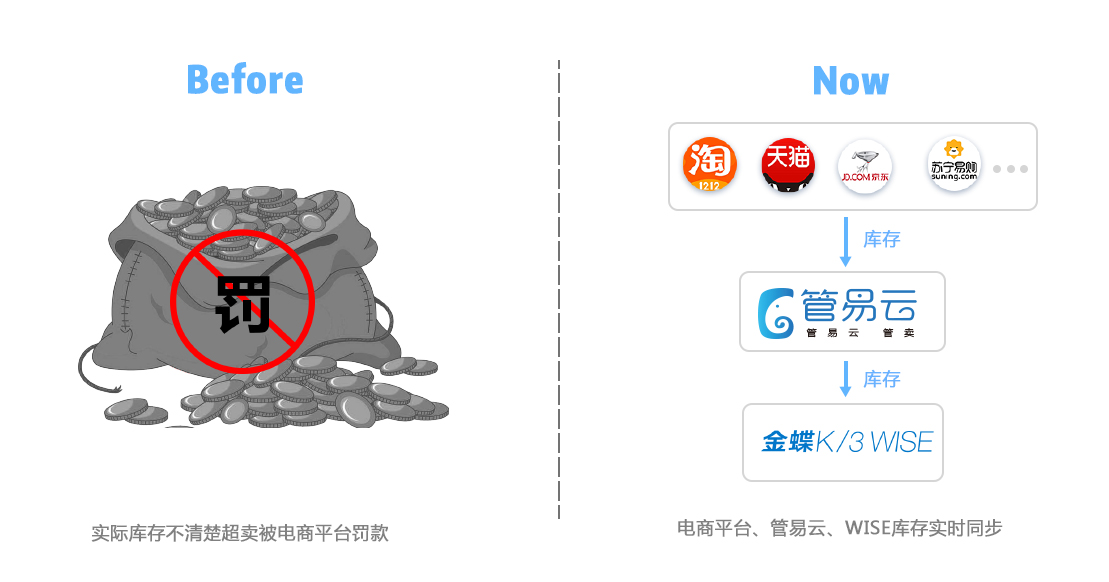 Before
罚
实际库存不清楚超卖被电商平台罚款
Now
淘
1212
天猫
JD.COM 京东
苏宁易购
suning.com
库存
管易云
管 易 云 管 卖
库存
金蝶K/3 WISE
电商平台、管易云、WISE库存实时同步